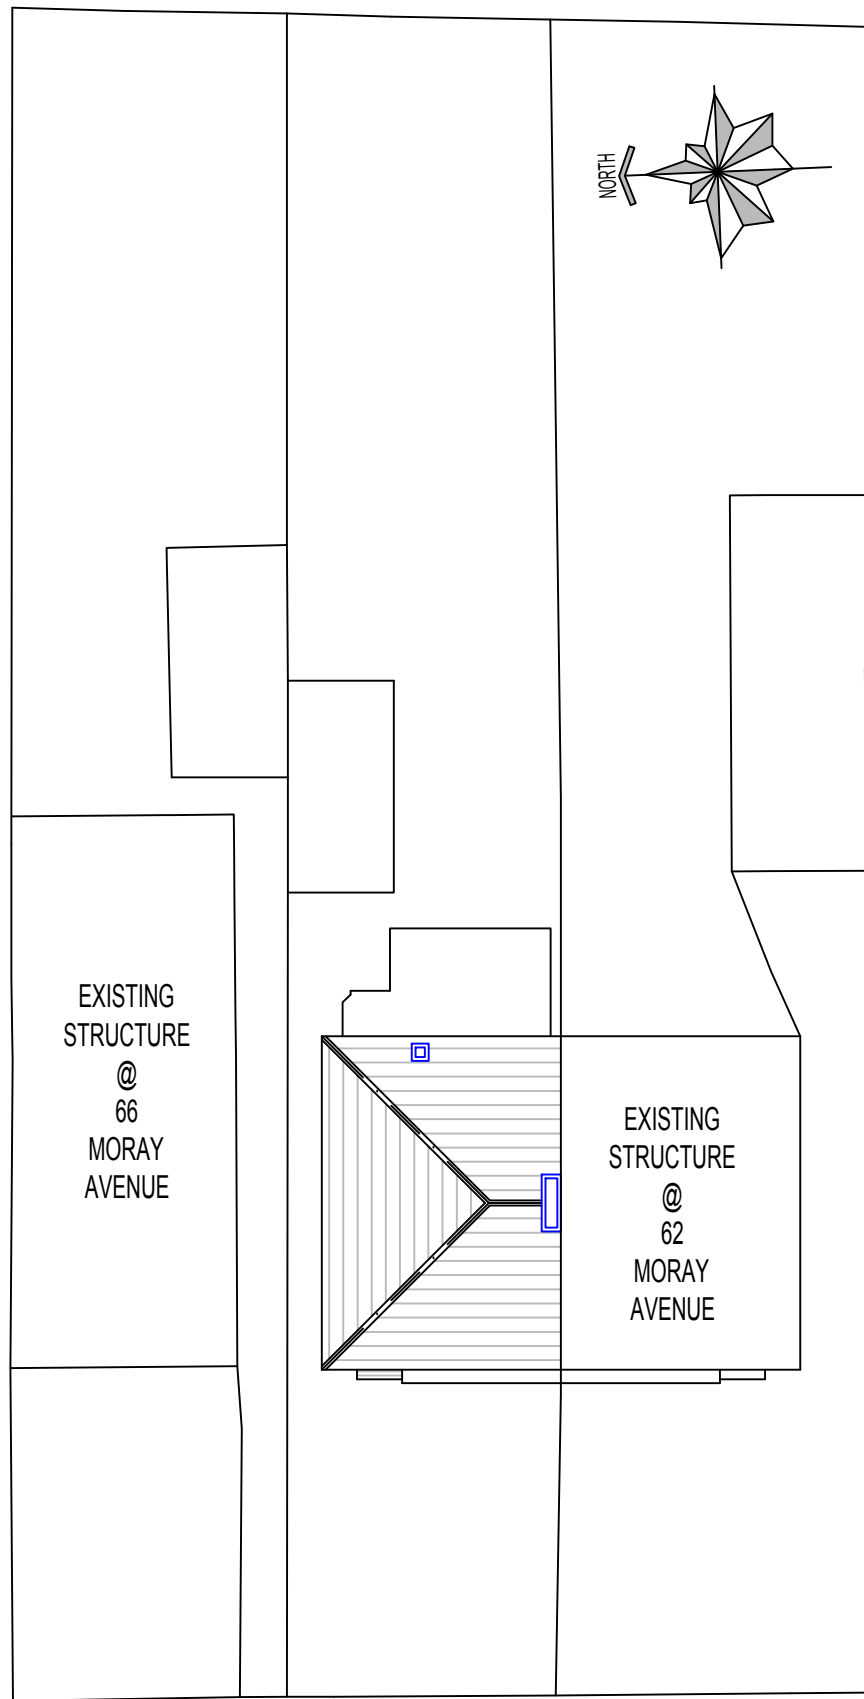 NORTH
EXISTING
STRUCTURE
@
66
MORAY
AVENUE
EXISTING
STRUCTURE
@
62
MORAY
AVENUE